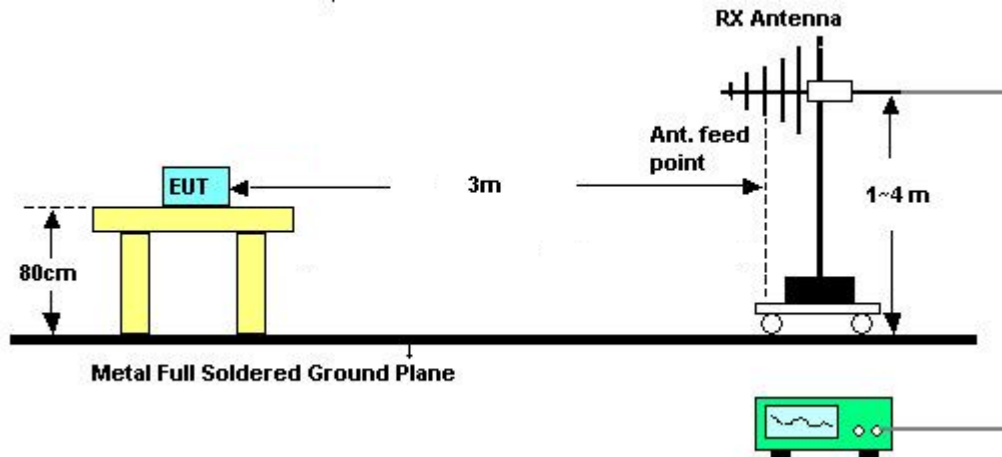 RX Antenna
Ant. feed
point
EUT
3m
1~4 m
80cm
Metal Full Soldered Ground Plane